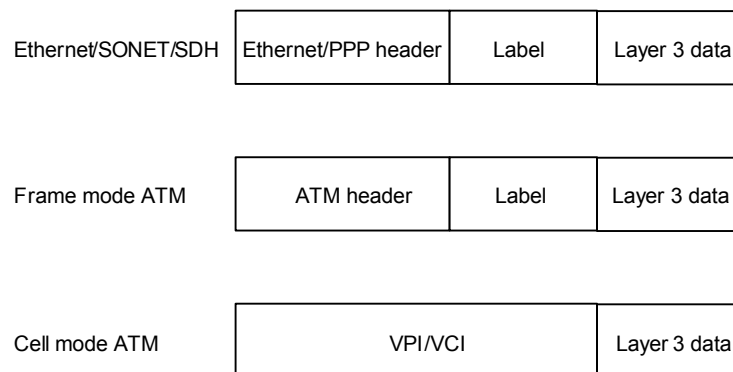 Ethernet/SONET/SDH Ethernet/PPP header Label Layer 3 data
Frame mode ATM ATM header Label Layer 3 data
Cell mode ATM VPI/VCI Layer 3 data